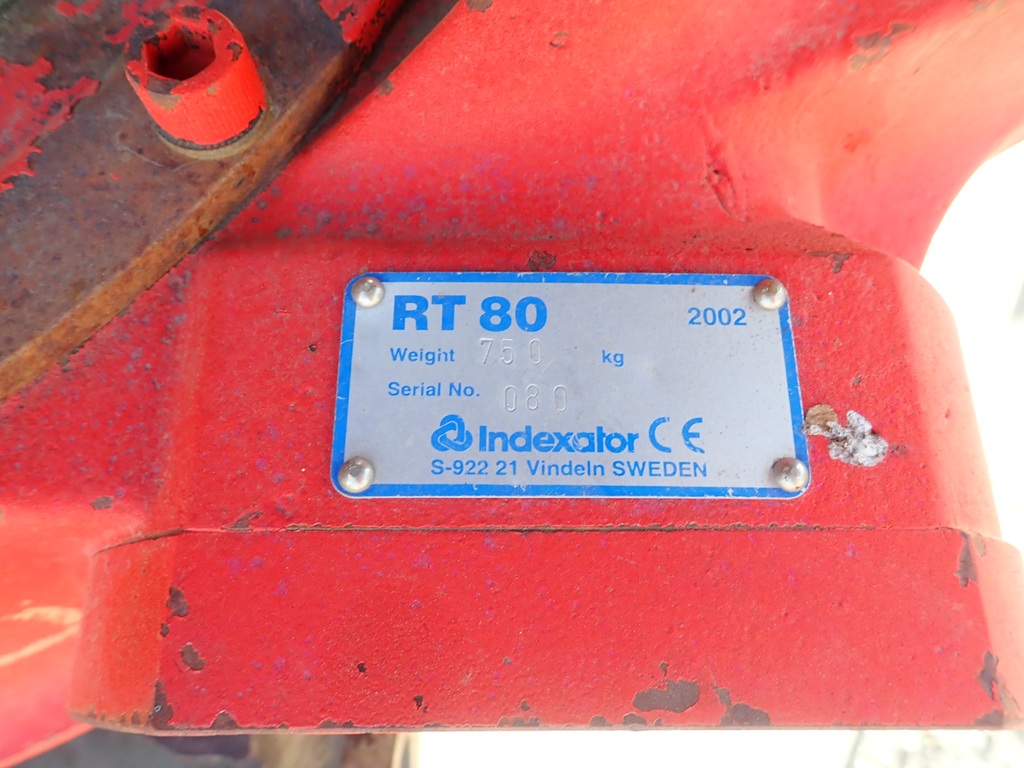 RT 80 2002
Weight 750 kg
Serial No. 080
Indexator CE
S-922 21 Vindeln SWEDEN